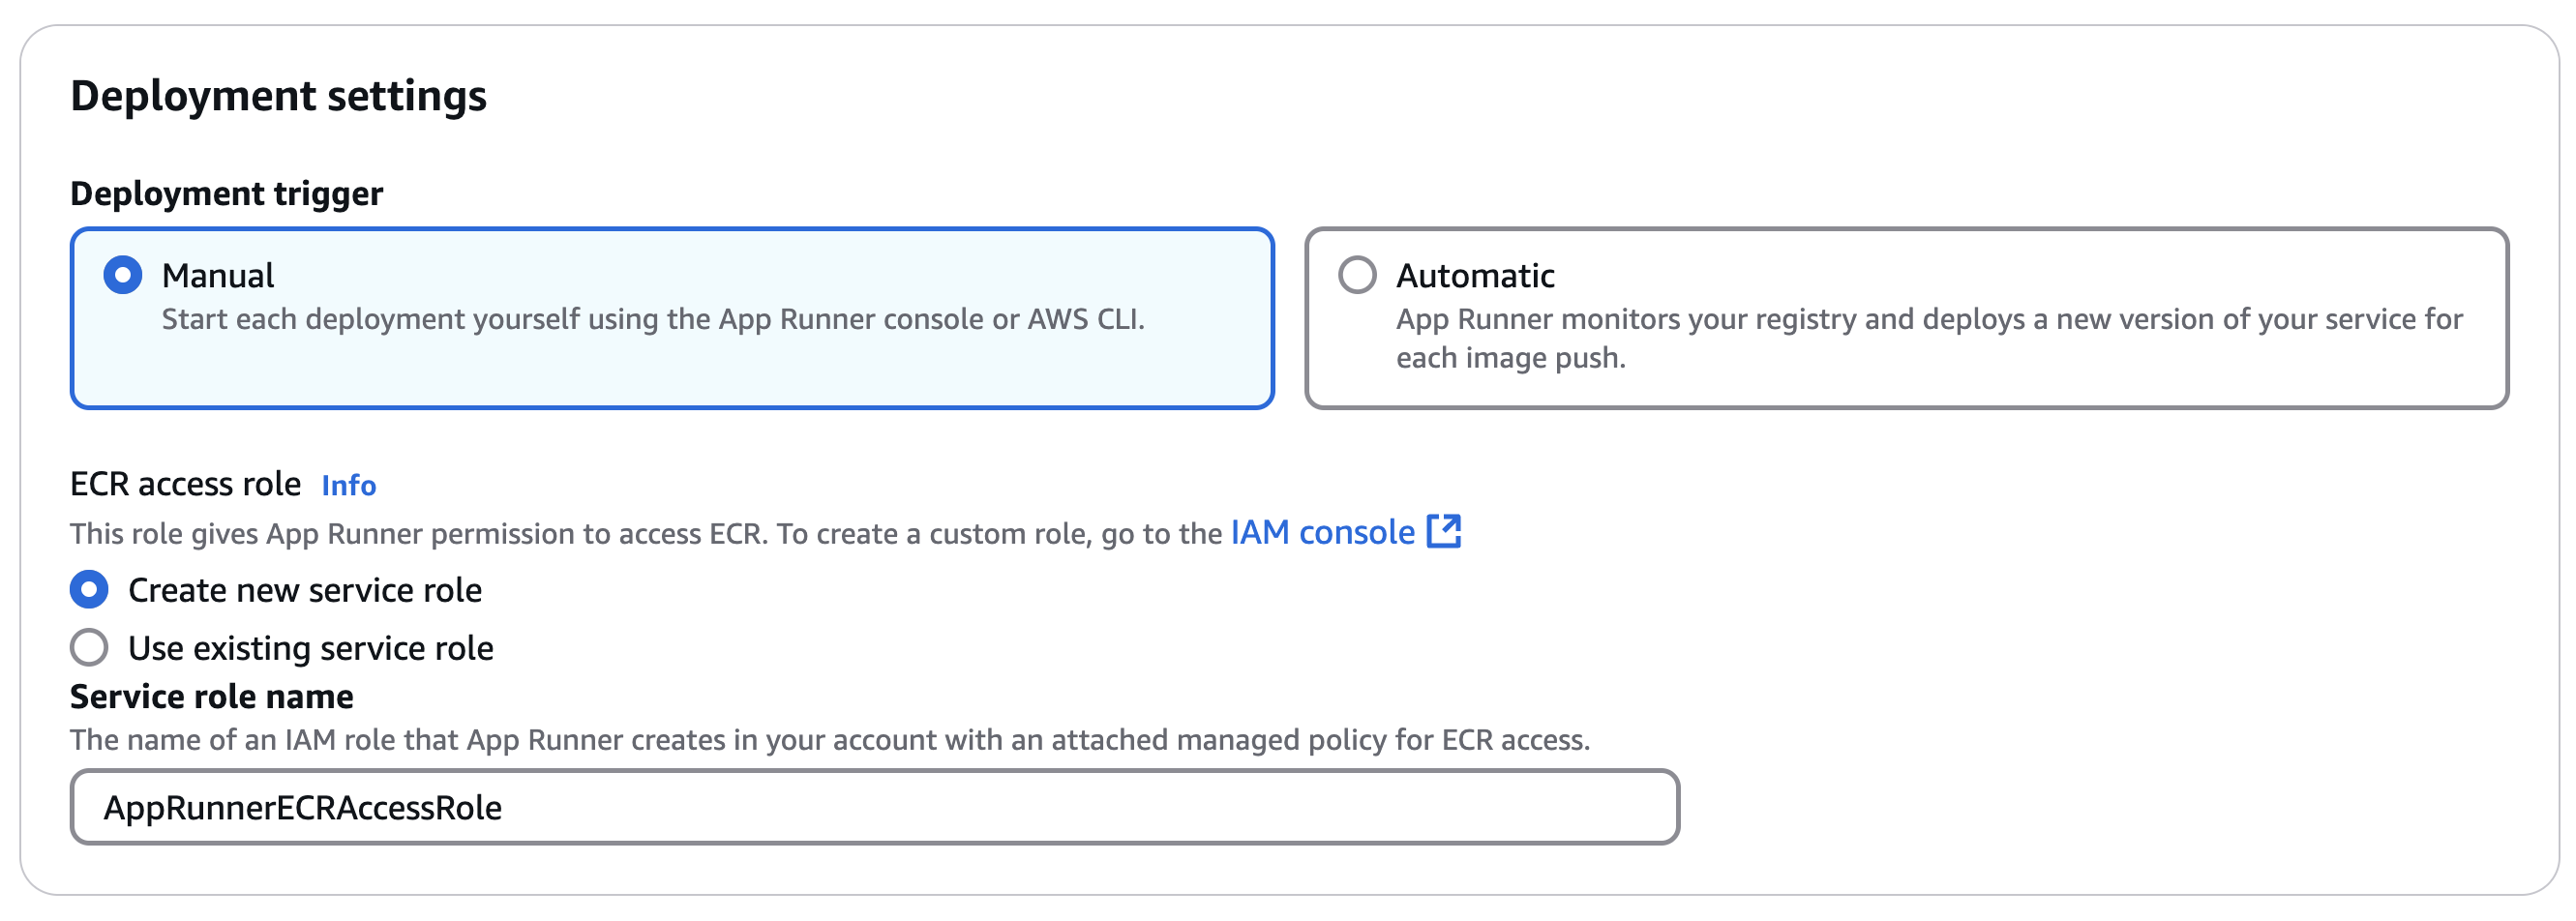 Deployment settings
Deployment trigger
Manual
Start each deployment yourself using the App Runner console or AWS CLI.
Automatic
App Runner monitors your registry and deploys a new version of your service for
each image push.
ECR access role Info
This role gives App Runner permission to access ECR. To create a custom role, go to the IAM console
Create new service role
Use existing service role
Service role name
The name of an IAM role that App Runner creates in your account with an attached managed policy for ECR access.
AppRunnerECRAccessRole